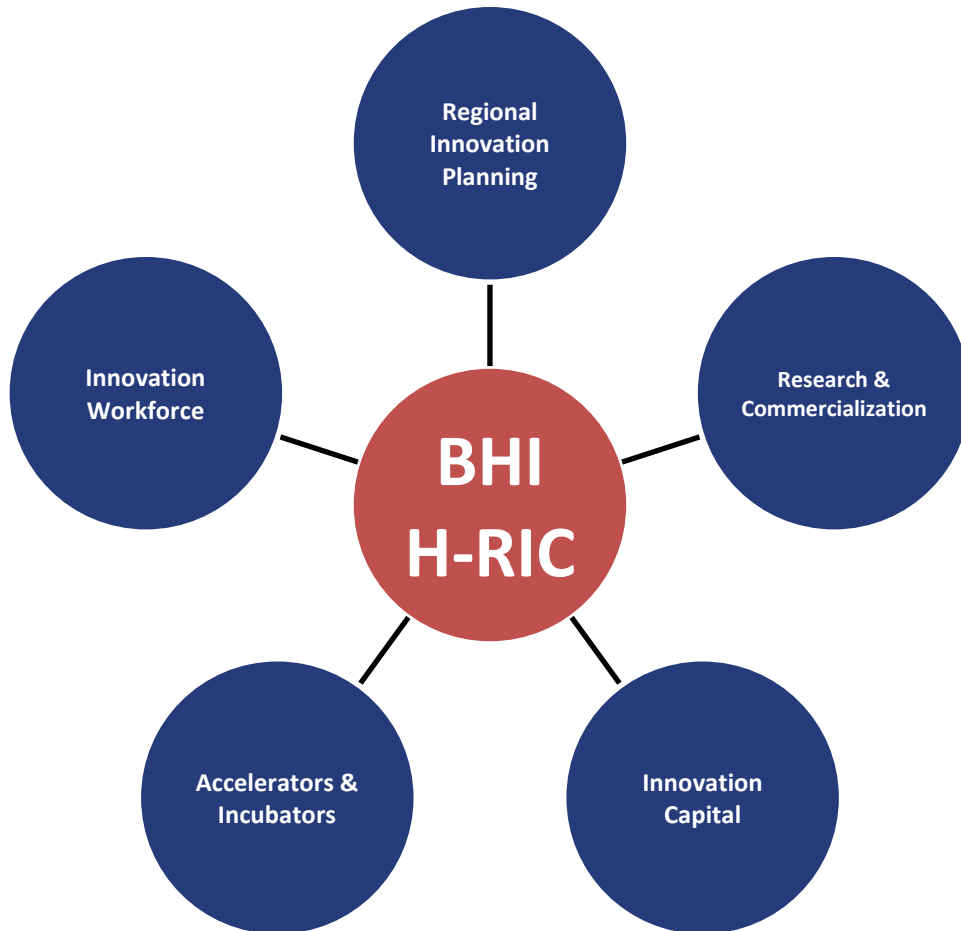 Regional
Innovation
Planning
Innovation
Workforce
Research &
Commercialization
BHI
H-RIC
Accelerators &
Incubators
Innovation
Capital